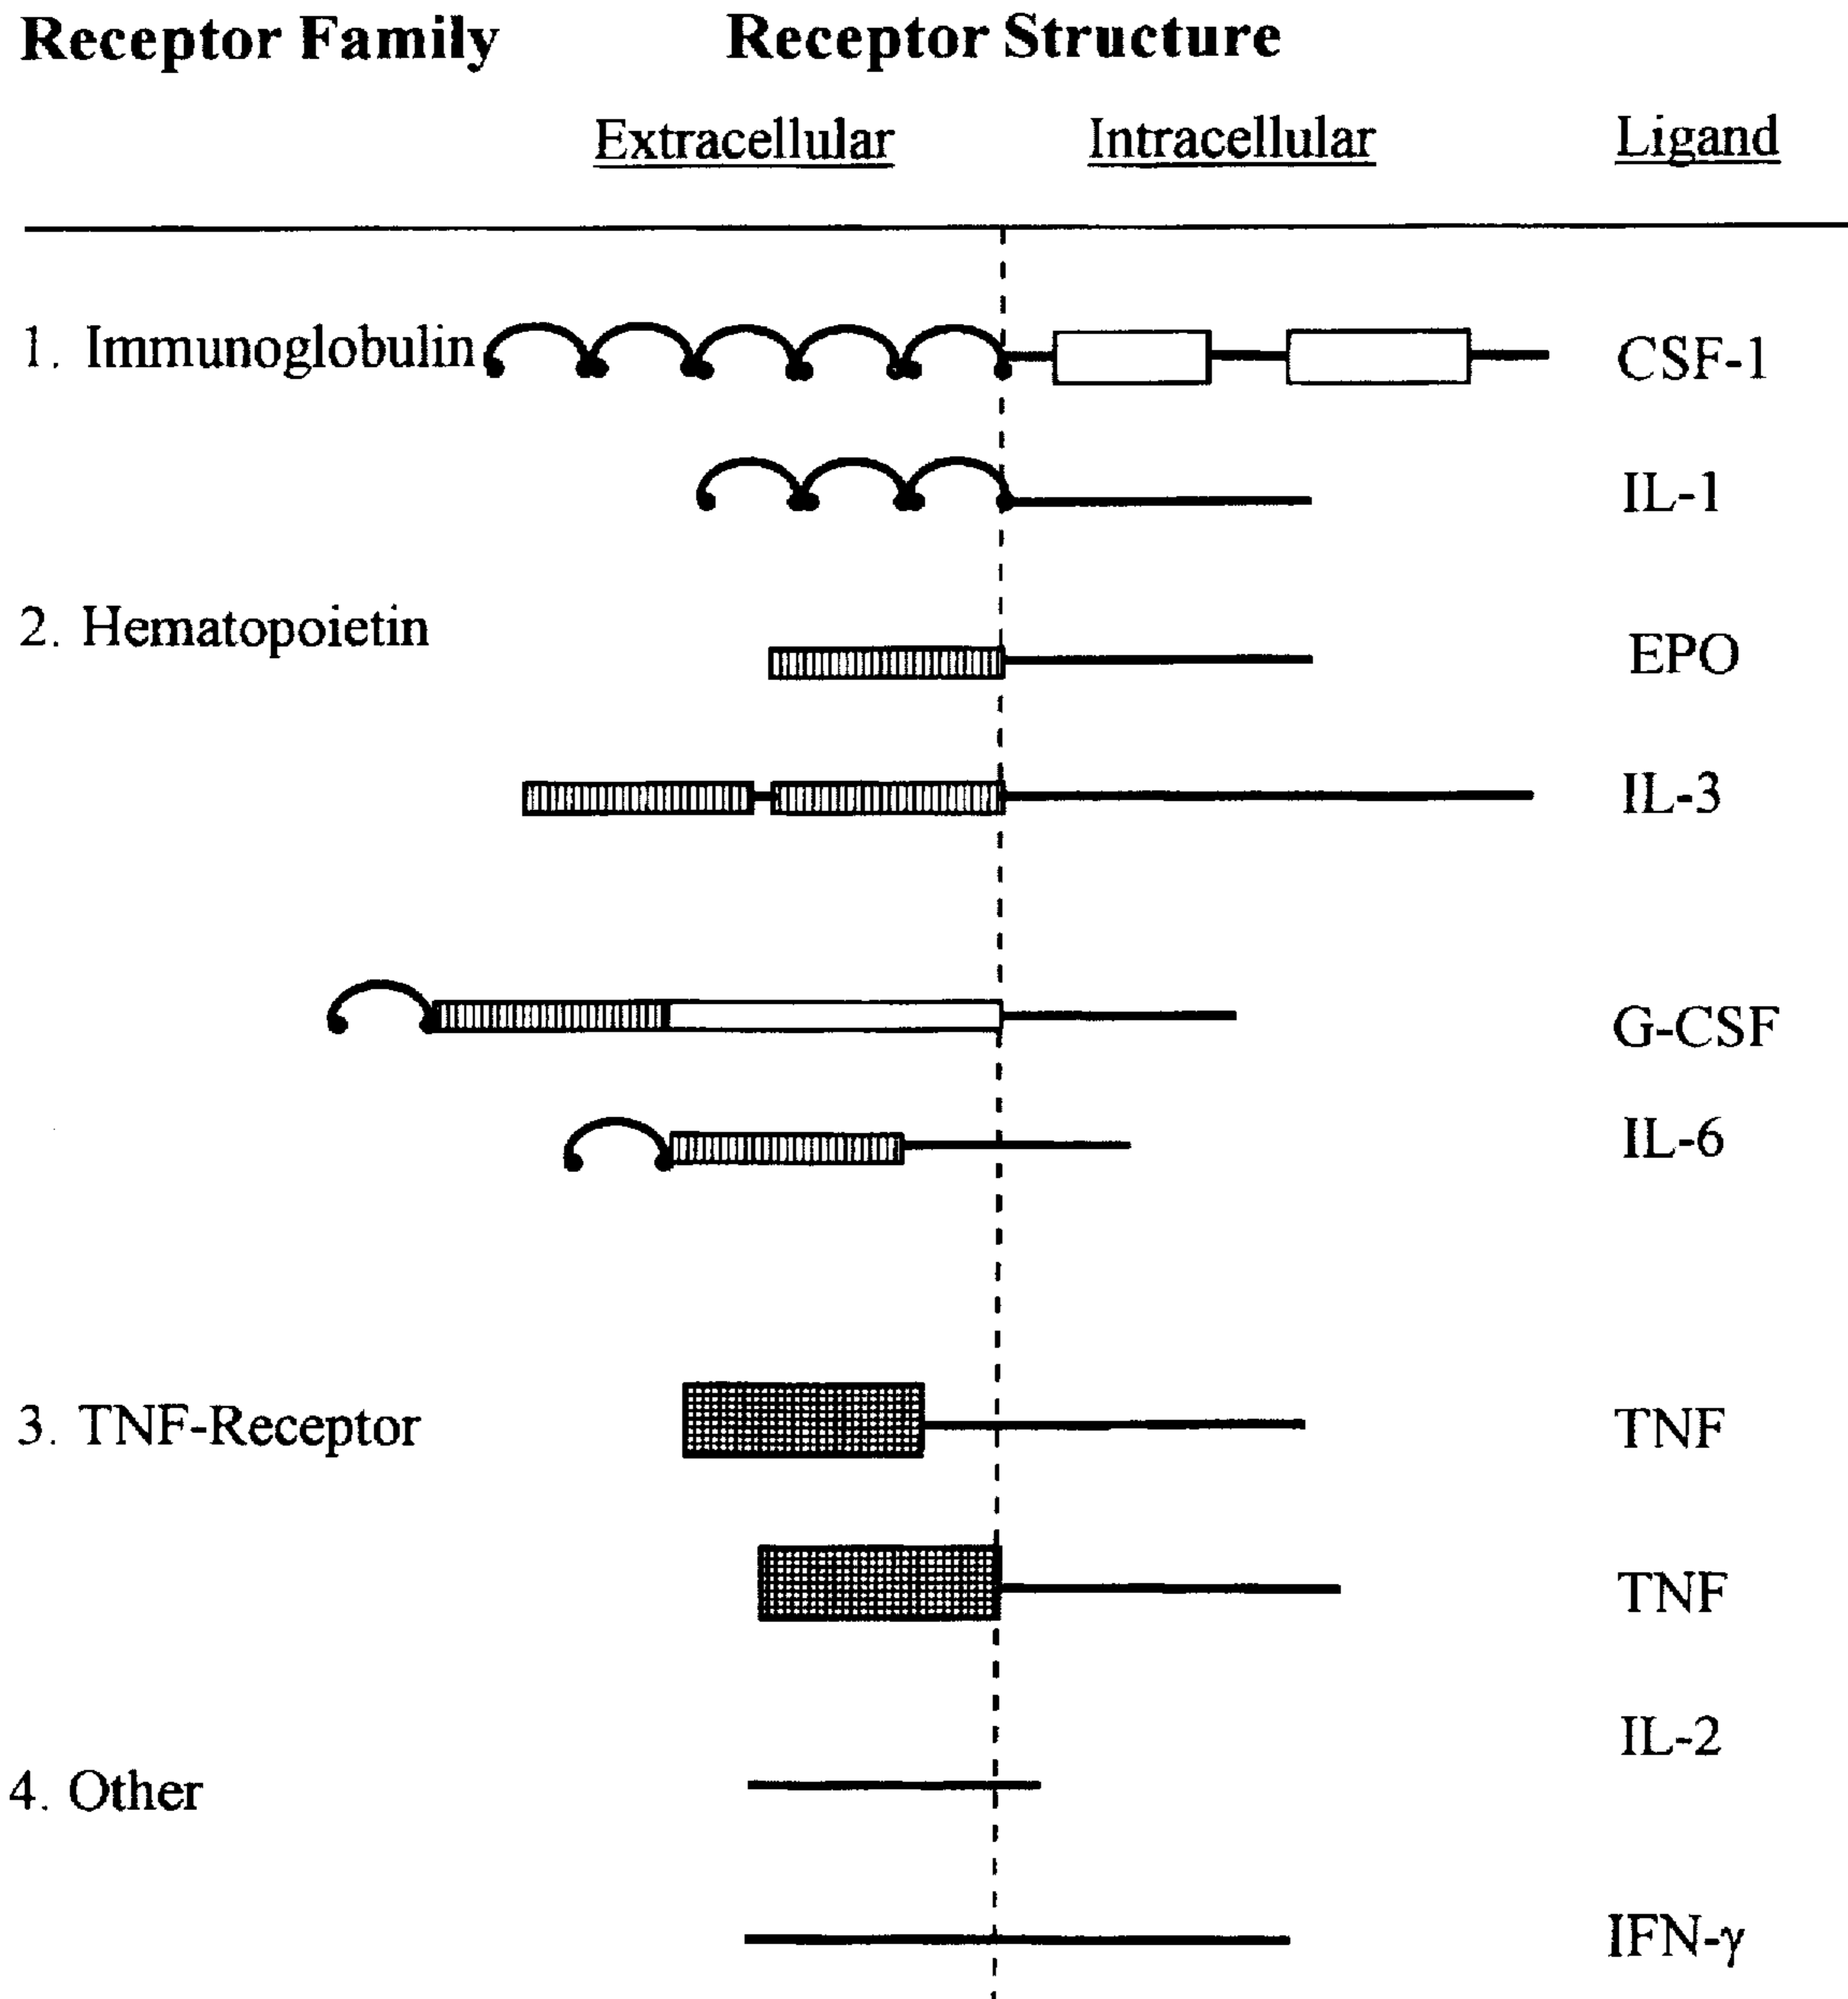 Receptor Family Receptor Structure
Extracellular Intracellular Ligand
1. Immunoglobulin CSF-1
IL-1
2. Hematopoietin EPO
IL-3
G-CSF
IL-6
3. TNF-Receptor TNF
TNF
IL-2
4. Other
IFN-γ